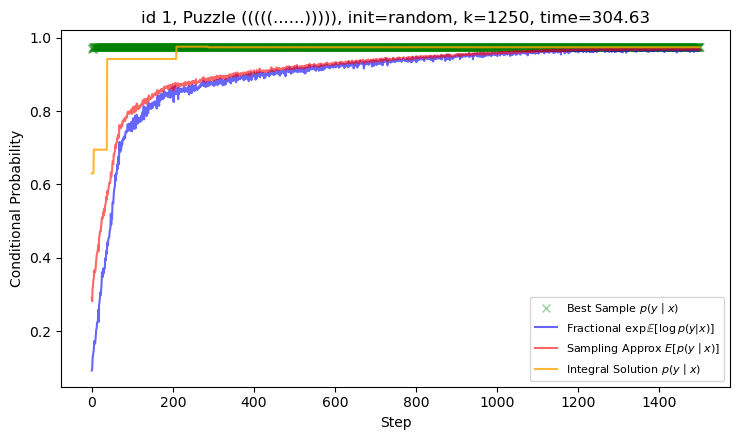 id 1, Puzzle (((((......))))), init=random, k=1250, time=304.63
Conditional Probability
1.0
0.8
0.6
0.4
0.2
Best Sample p(y | x)
Fractional exp𝔼[log p(y|x)]
Sampling Approx E[p(y | x)]
Integral Solution p(y | x)
0 200 400 600 800 1000 1200 1400
Step